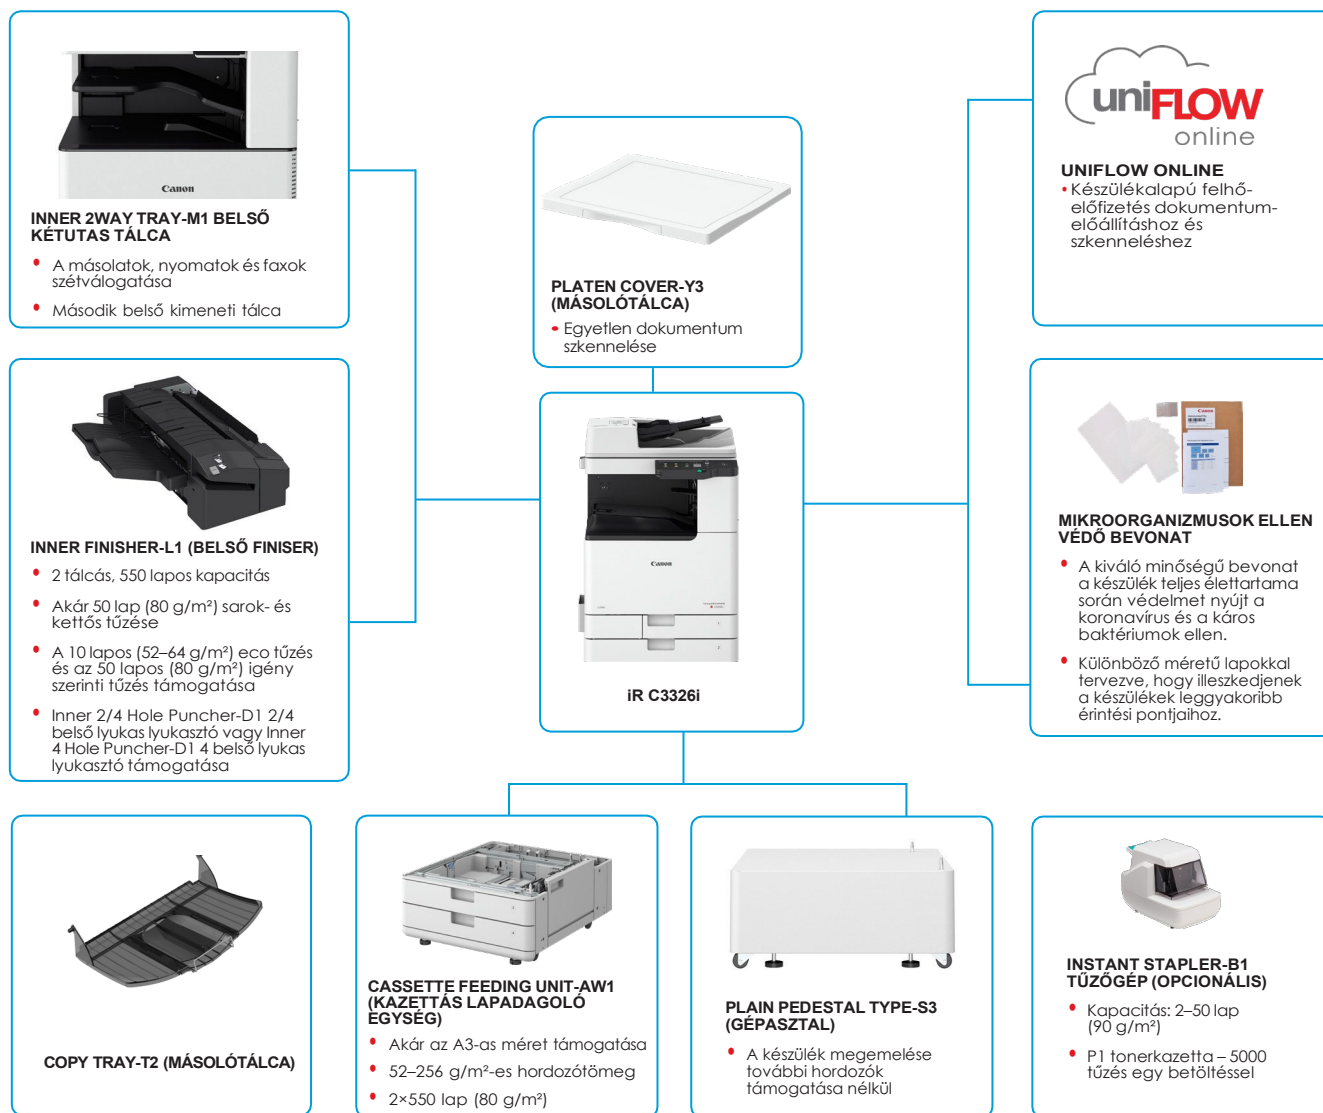 Canon
INNER 2WAY TRAY-M1 BELSŐ
KÉTUTAS TÁLCA
• A másolatok, nyomatok és faxok
szétválogatása
• Második belső kimeneti tálca
PLATEN COVER-Y3
(MÁSOLÓTÁLCA)
• Egyetlen dokumentum
szkennelése
uniFLOW
online
UNIFLOW ONLINE
• Készülékalapú felhő-
előfizetés dokumentum-
előállításhoz és
szkenneléshez
INNER FINISHER-L1 (BELSŐ FINISER)
• 2 tálcás, 550 lapos kapacitás
• Akár 50 lap (80 g/m²) sarok- és
kettős tűzése
• A 10 lapos (52–64 g/m²) eco tűzés
és az 50 lapos (80 g/m²) igény
szerinti tűzés támogatása
• Inner 2/4 Hole Puncher-D1 2/4
belső lyukas lyukasztó vagy Inner
4 Hole Puncher-D1 4 belső lyukas
lyukasztó támogatása
Canon
iR C3326i
Canon
MIKROORGANIZMUSOK ELLEN
VÉDŐ BEVONAT
• A kiváló minőségű bevonat
a készülék teljes élettartama
során védelmet nyújt a
koronavírus és a káros
baktériumok ellen.
• Különböző méretű lapokkal
tervezve, hogy illeszkedjenek
a készülékek leggyakoribb
érintési pontjaihoz.
COPY TRAY-T2 (MÁSOLÓTÁLCA)
CASSETTE FEEDING UNIT-AW1
(KAZETTÁS LAPADAGOLÓ
EGYSÉG)
• Akár az A3-as méret támogatása
• 52–256 g/m²-es hordozótömeg
• 2×550 lap (80 g/m²)
PLAIN PEDESTAL TYPE-S3
(GÉPASZTAL)
• A készülék megemelése
további hordozók
támogatása nélkül
INSTANT STAPLER-B1
TŰZŐGÉP (OPCIONÁLIS)
• Kapacitás: 2–50 lap
(90 g/m²)
• P1 tonerkazetta – 5000
tűzés egy betöltéssel